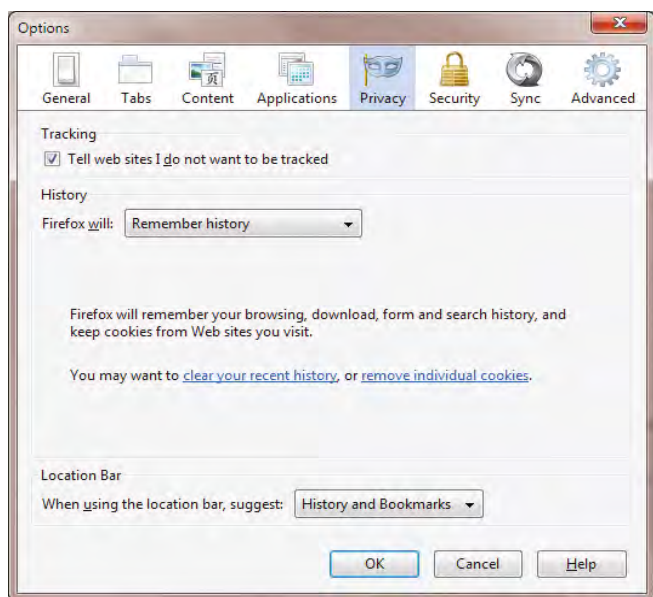 Options
General Tabs Content Applications Privacy Security Sync Advanced
Tracking
Tell web sites I do not want to be tracked
History
Firefox will: Remember history
Firefox will remember your browsing, download, form and search history, and
keep cookies from Web sites you visit.
You may want to clear your recent history, or remove individual cookies.
Location Bar
When using the location bar, suggest: History and Bookmarks
OK Cancel Help